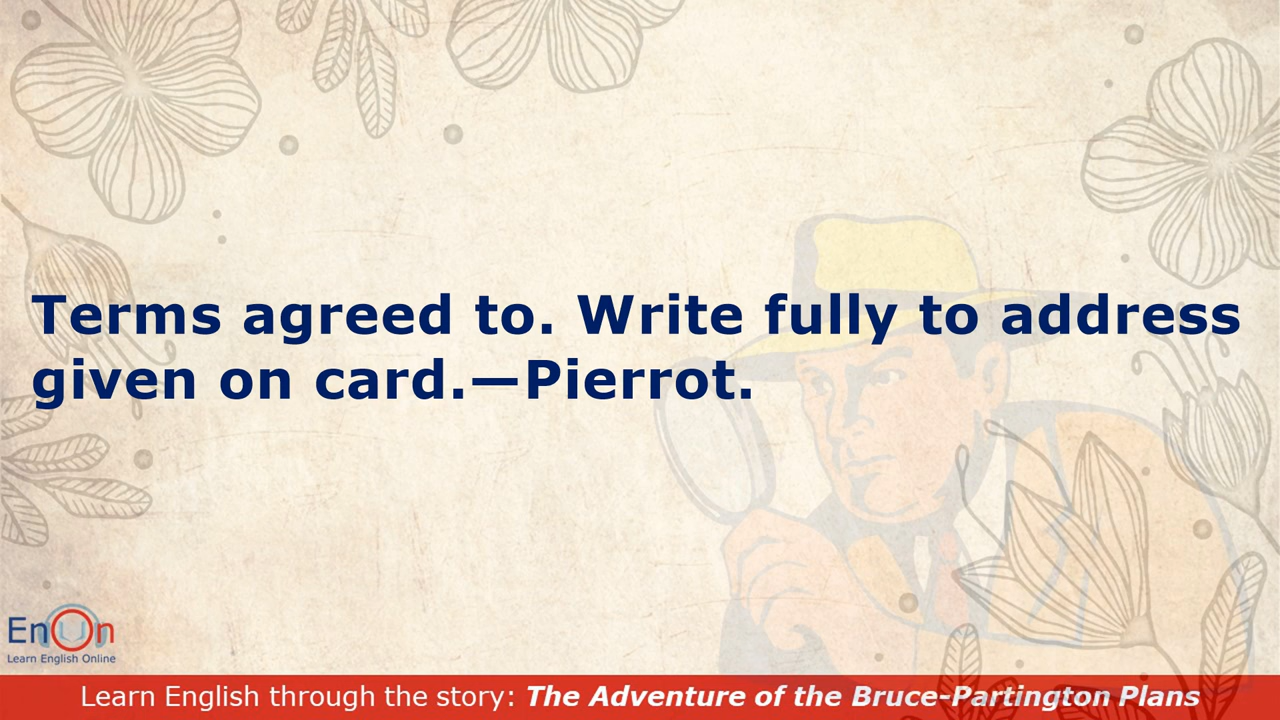 Terms agreed to. Write fully to address
given on card.—Pierrot.
EnOn
Learn English Online
Learn English through the story: The Adventure of the Bruce-Partington Plans